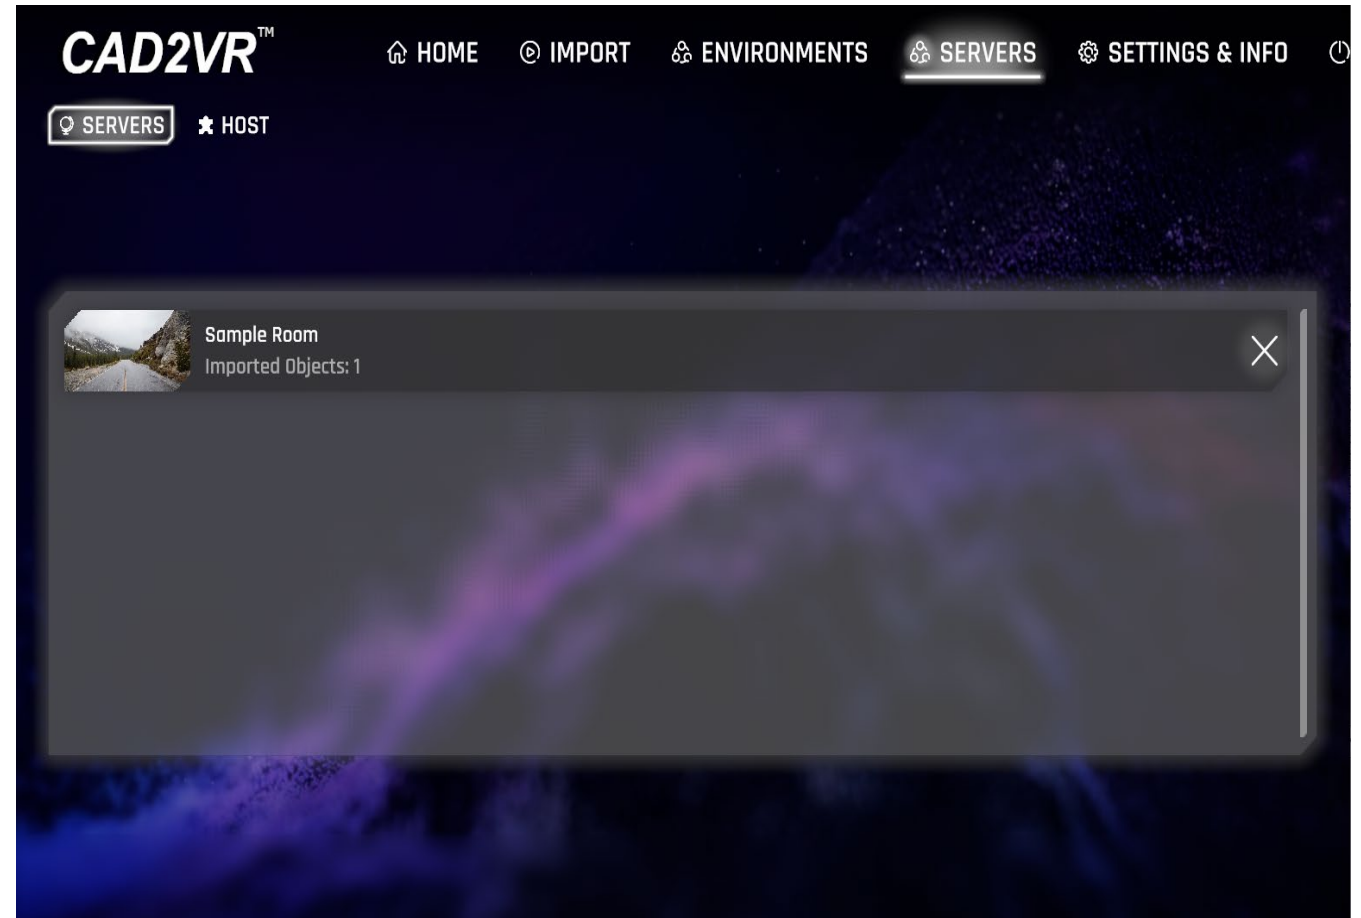 CAD2VR™
HOME IMPORT ENVIRONMENTS SERVERS SETTINGS & INFO
SERVERS HOST
Sample Room
Imported Objects: 1